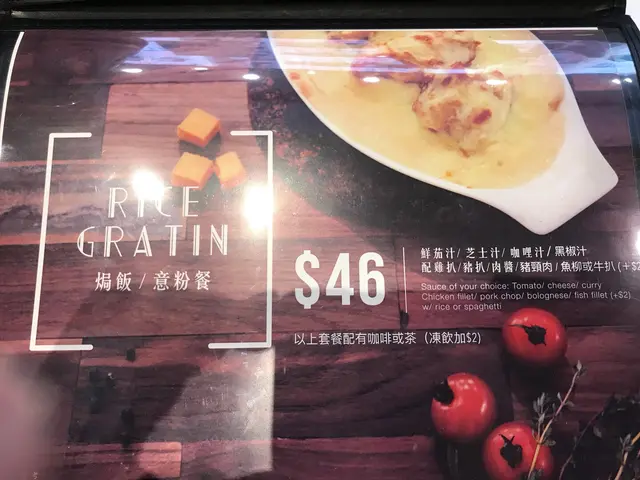 RICE
GRATIN
焗飯 / 意粉餐
$46
鮮茄汁/ 芝士汁/ 咖哩汁/ 黑椒汁
配雞扒/豬扒/肉醬/豬頸肉/魚柳或牛扒 (+$2
Sauce of your choice: Tomato/ cheese/ curry
Chicken fillet/ pork chop/ bolognese/ fish fillet (+$2)
w/ rice or spaghetti
以上套餐配有咖啡或茶 (凍飲加$2)